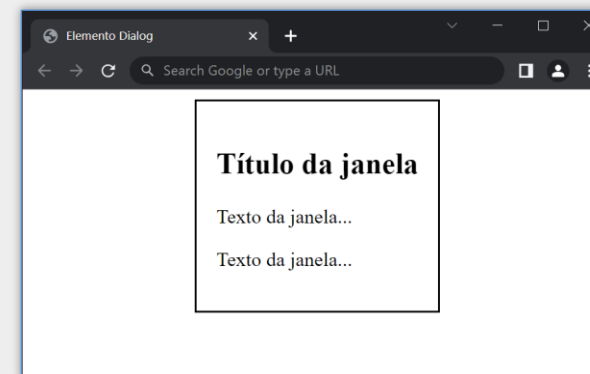 Elemento Dialog
Search Google or type a URL
Título da janela
Texto da janela...
Texto da janela...